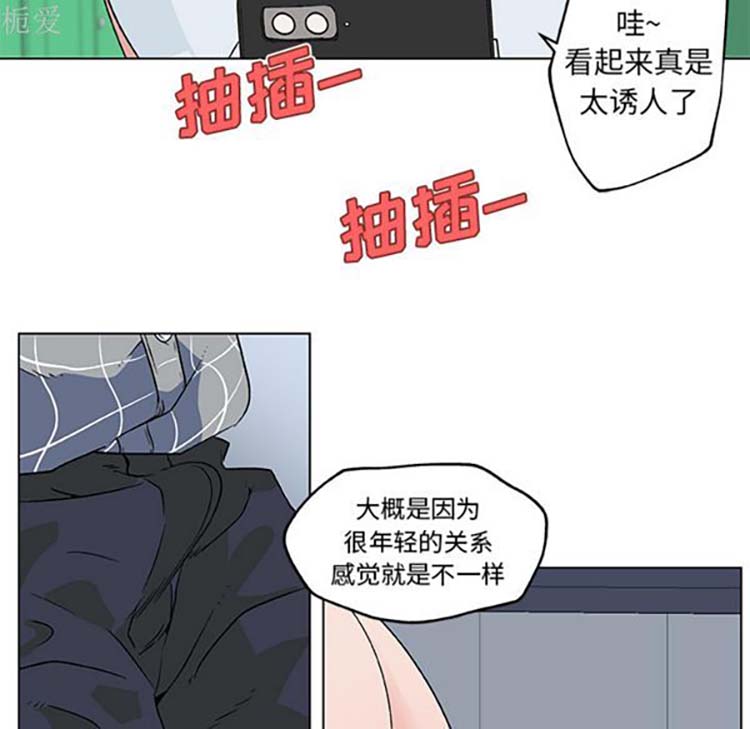 栀爱
哇~
看起来真是
太诱人了
抽插一
抽插一
大概是因为
很年轻的关系
感觉就是不一样